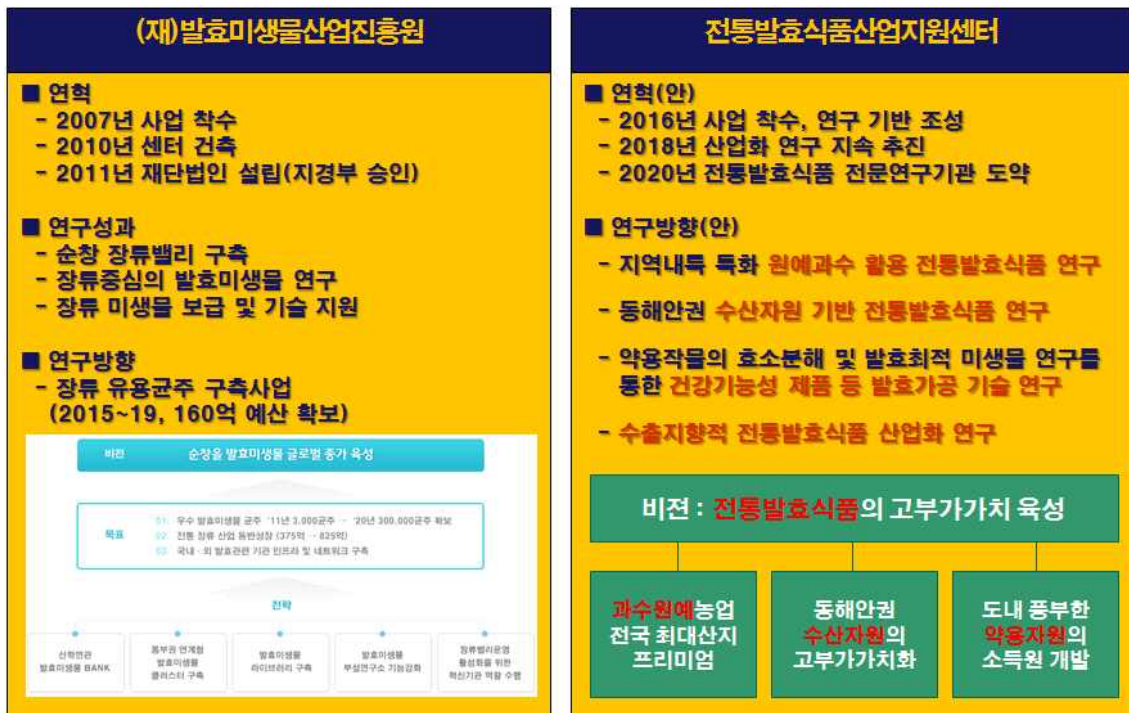 (재)발효미생물산업진흥원
■ 연혁
- 2007년 사업 착수
- 2010년 센터 건축
- 2011년 재단법인 설립(지경부 승인)
■ 연구성과
- 순창 장류밸리 구축
- 장류중심의 발효미생물 연구
- 장류 미생물 보급 및 기술 지원
■ 연구방향
- 장류 유용균주 구축사업
(2015~19, 160억 예산 확보)
비전 순창을 발효미생물 글로벌 종가 육성
목표
01. 우수 발효미생물 균주 '11년 3,000균주 → '20년 300,000균주 확보
02. 전통 장류 산업 동반성장 (375억 → 825억)
03. 국내·외 발효관련 기관 인프라 및 네트워크 구축
전략
산학연관
발효미생물 BANK
동부권 연계형
발효미생물
클러스터 구축
발효미생물
라이브러리 구축
발효미생물
부설연구소 기능강화
장류밸리운영
활성화를 위한
혁신기관 역할 수행
전통발효식품산업지원센터
■ 연혁(안)
- 2016년 사업 착수, 연구 기반 조성
- 2018년 산업화 연구 지속 추진
- 2020년 전통발효식품 전문연구기관 도약
■ 연구방향(안)
- 지역내륙 특화 원예과수 활용 전통발효식품 연구
- 동해안권 수산자원 기반 전통발효식품 연구
- 약용작물의 효소분해 및 발효최적 미생물 연구를
통한 건강기능성 제품 등 발효가공 기술 연구
- 수출지향적 전통발효식품 산업화 연구
비젼 : 전통발효식품의 고부가가치 육성
과수원예농업
전국 최대산지
프리미엄
동해안권
수산자원의
고부가가치화
도내 풍부한
약용자원의
소득원 개발